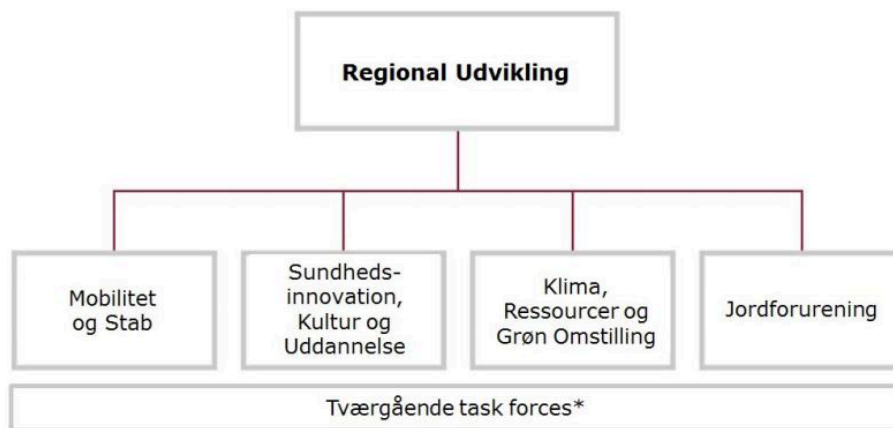 Regional Udvikling
Mobilitet
og Stab
Sundheds-
innovation,
Kultur og
Uddannelse
Klima,
Ressourcer og
Grøn Omstilling
Jordforurening
Tværgående task forces*